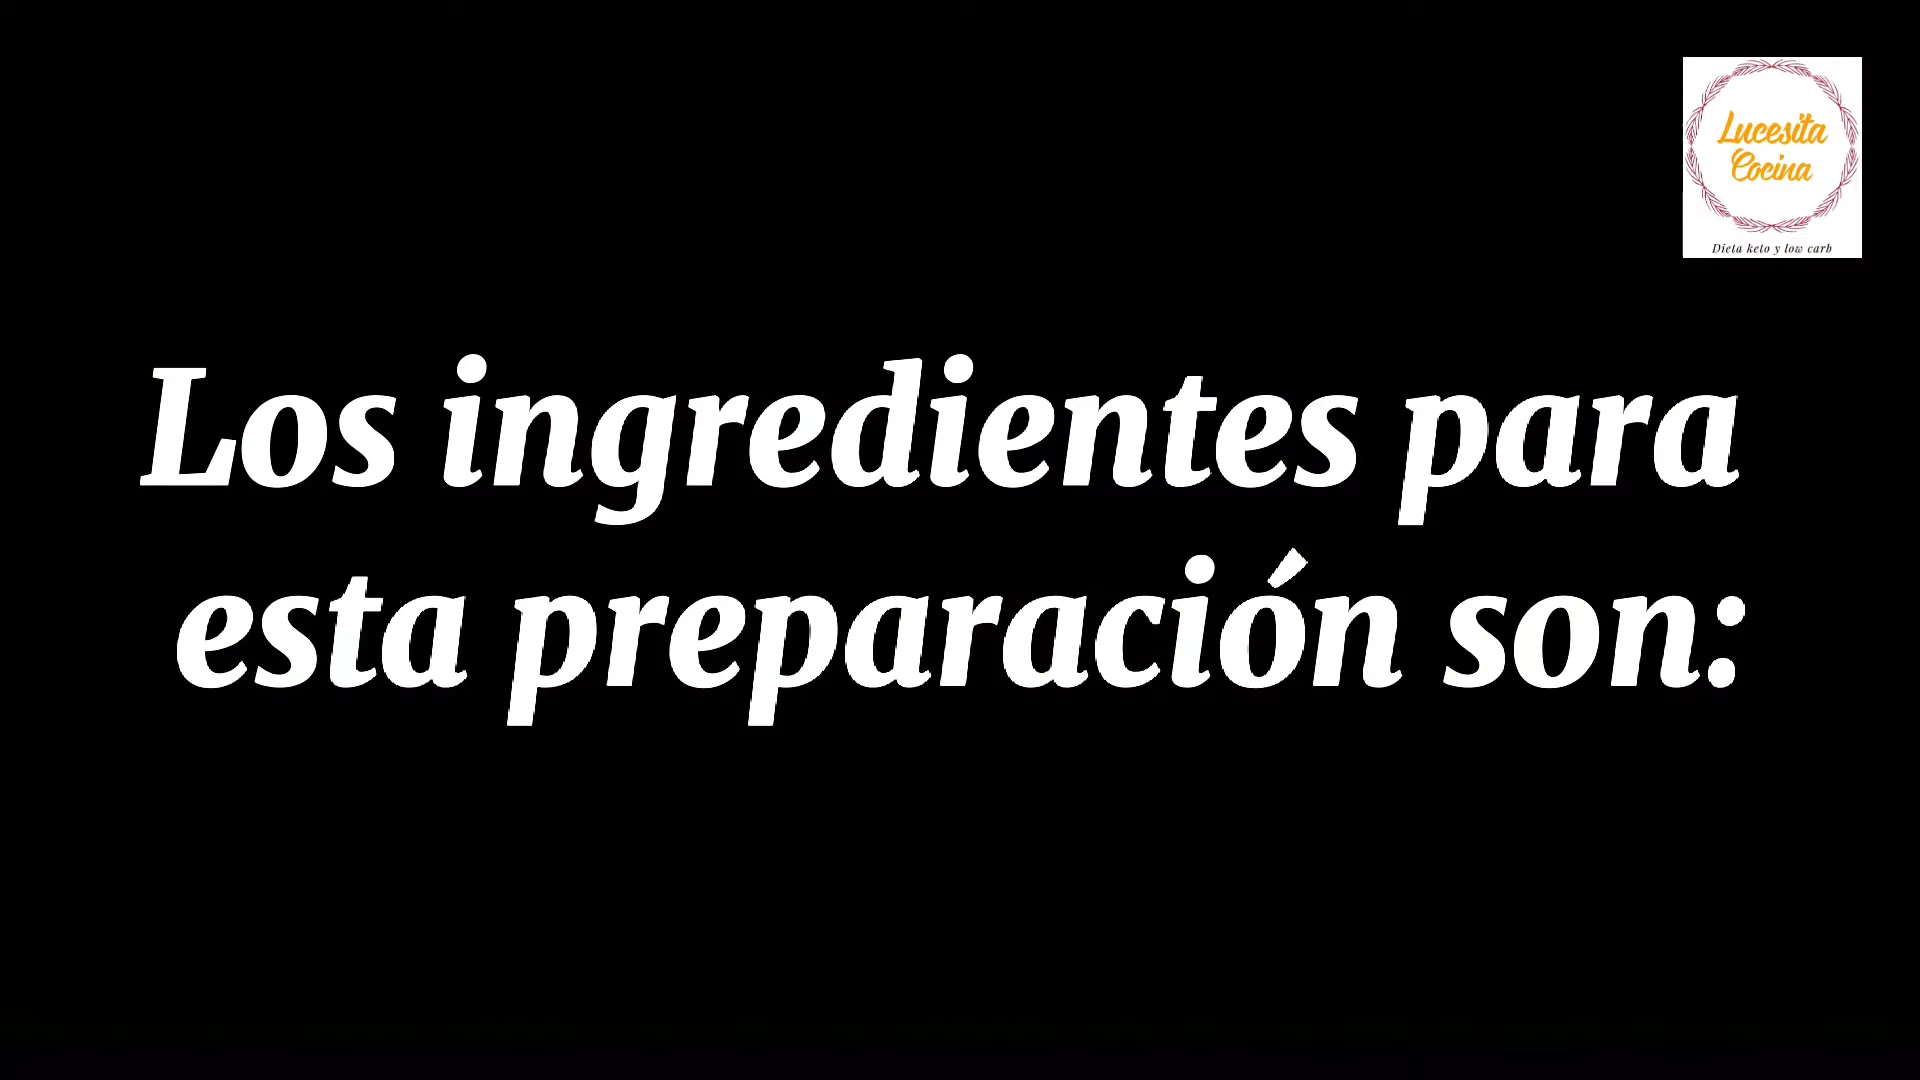 Lucesita
Cocina
Dieta keto y low carb
Los ingredientes para
esta preparación son: